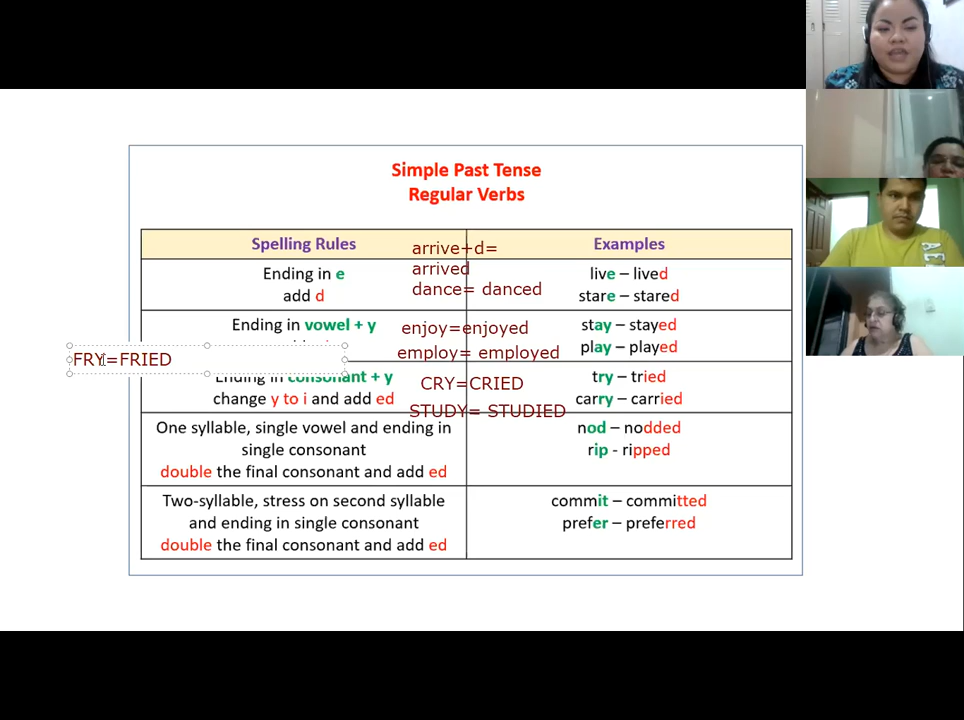 Simple Past Tense
Regular Verbs
Spelling Rules
Examples
arrive+d=
arrived
dance= danced
Ending in e
add d
live – lived
stare – stared
Ending in vowel + y
enjoy=enjoyed
employ= employed
stay – stayed
play – played
FRY=FRIED
Ending in consonant + y
change y to i and add ed
CRY=CRIED
STUDY= STUDIED
try – tried
carry – carried
One syllable, single vowel and ending in
single consonant
double the final consonant and add ed
nod – nodded
rip - ripped
Two-syllable, stress on second syllable
and ending in single consonant
double the final consonant and add ed
commit – committed
prefer – preferred